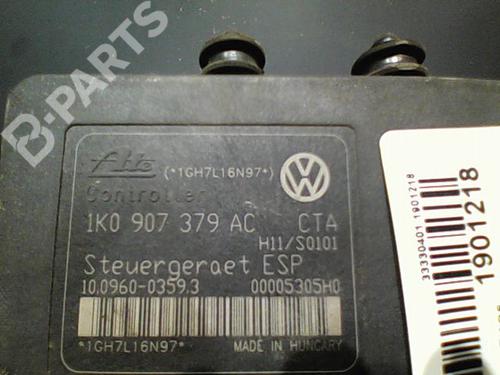 B-PARTS
Ate (*1GH7L16N97*)
Controller
1K0 907 379 AC CTA
H11/S0101
Steuergeraet ESP
10.0960-0359.3 00005305H0
*1GH7L16N97* MADE IN HUNGARY
33330401 1901218
1901218